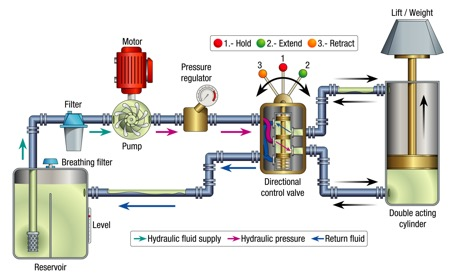 Motor
Lift / Weight
1.- Hold 2.- Extend 3.- Retract
Pressure
regulator
1
3
2
Filter
Pump
Breathing filter
Directional
control valve
Level
Double acting
cylinder
Hydraulic fluid supply Hydraulic pressure Return fluid
Reservoir